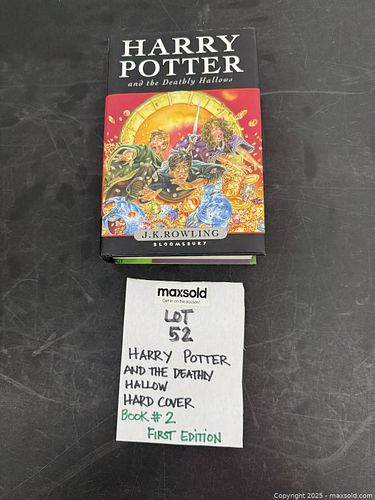 HARRY
POTTER
and the Deathly Hallows
J.K.ROWLING
BLOOMSBURY
maxsold
Get in on the auction!
LOT
52
HARRY POTTER
AND THE DEATHLY
HALLOW
HARD COVER
BOOK # 2
FIRST EDITION
© Copyright 2025 - maxsold.com